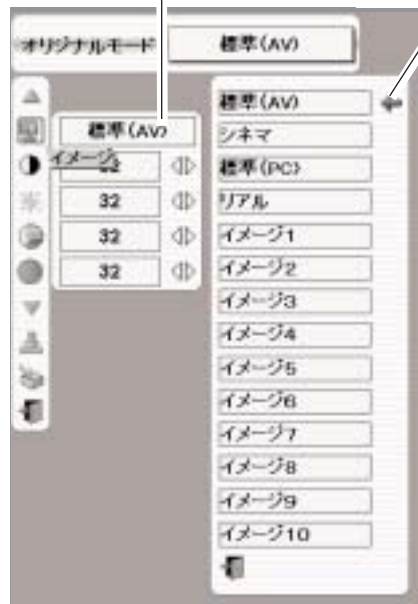 オリジナルモード 標準(AV)
標準(AV)
イメージ
32
32
32
32
標準(AV)
シネマ
標準(PC)
リアル
イメージ1
イメージ2
イメージ3
イメージ4
イメージ5
イメージ6
イメージ7
イメージ8
イメージ9
イメージ10